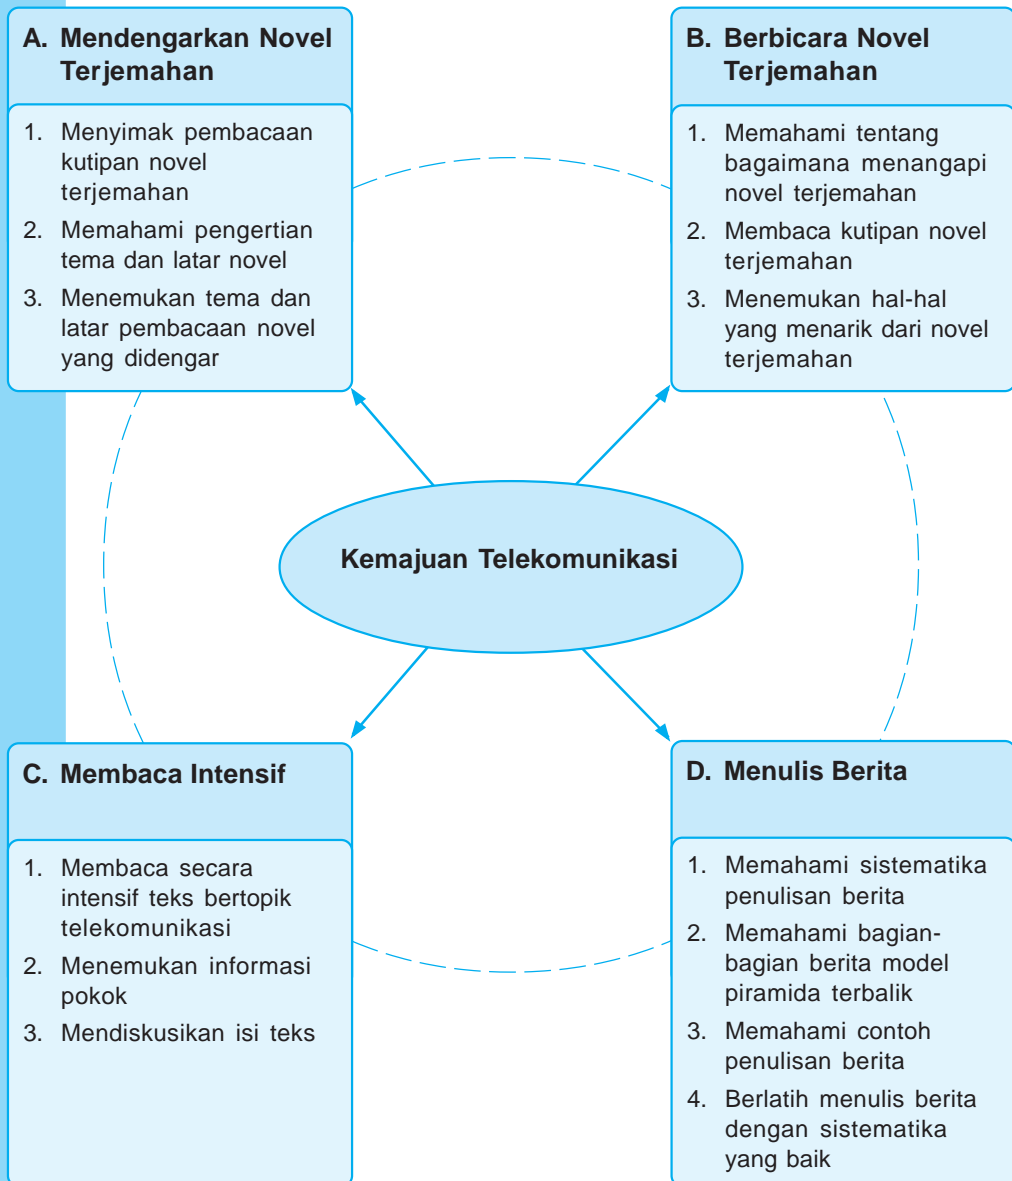 A. Mendengarkan Novel
Terjemahan
1. Menyimak pembacaan
kutipan novel
terjemahan
2. Memahami pengertian
tema dan latar novel
3. Menemukan tema dan
latar pembacaan novel
yang didengar
B. Berbicara Novel
Terjemahan
1. Memahami tentang
bagaimana menangapi
novel terjemahan
2. Membaca kutipan novel
terjemahan
3. Menemukan hal-hal
yang menarik dari novel
terjemahan
Kemajuan Telekomunikasi
C. Membaca Intensif
1. Membaca secara
intensif teks bertopik
telekomunikasi
2. Menemukan informasi
pokok
3. Mendiskusikan isi teks
D. Menulis Berita
1. Memahami sistematika
penulisan berita
2. Memahami bagian-
bagian berita model
piramida terbalik
3. Memahami contoh
penulisan berita
4. Berlatih menulis berita
dengan sistematika
yang baik